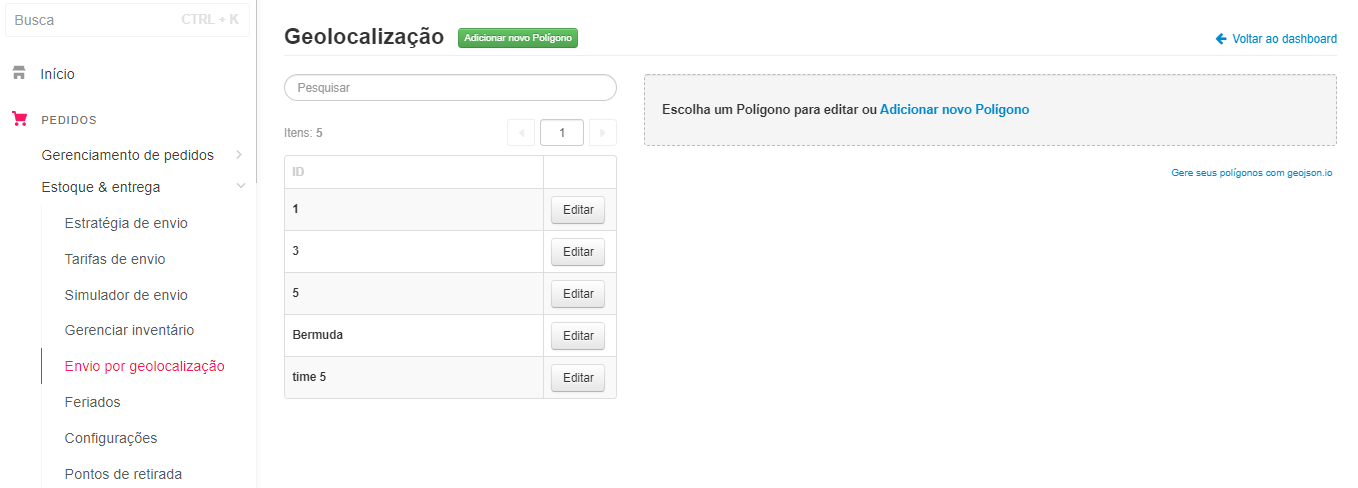 Busca CTRL + K
Início
PEDIDOS
Gerenciamento de pedidos
Estoque & entrega
Estratégia de envio
Tarifas de envio
Simulador de envio
Gerenciar inventário
Envio por geolocalização
Feriados
Configurações
Pontos de retirada
Geolocalização Adicionar novo Polígono
Voltar ao dashboard
Pesquisar
Itens: 5 1
ID
1 Editar
3 Editar
5 Editar
Bermuda Editar
time 5 Editar
Escolha um Polígono para editar ou Adicionar novo Polígono
Gere seus polígonos com geojson.io